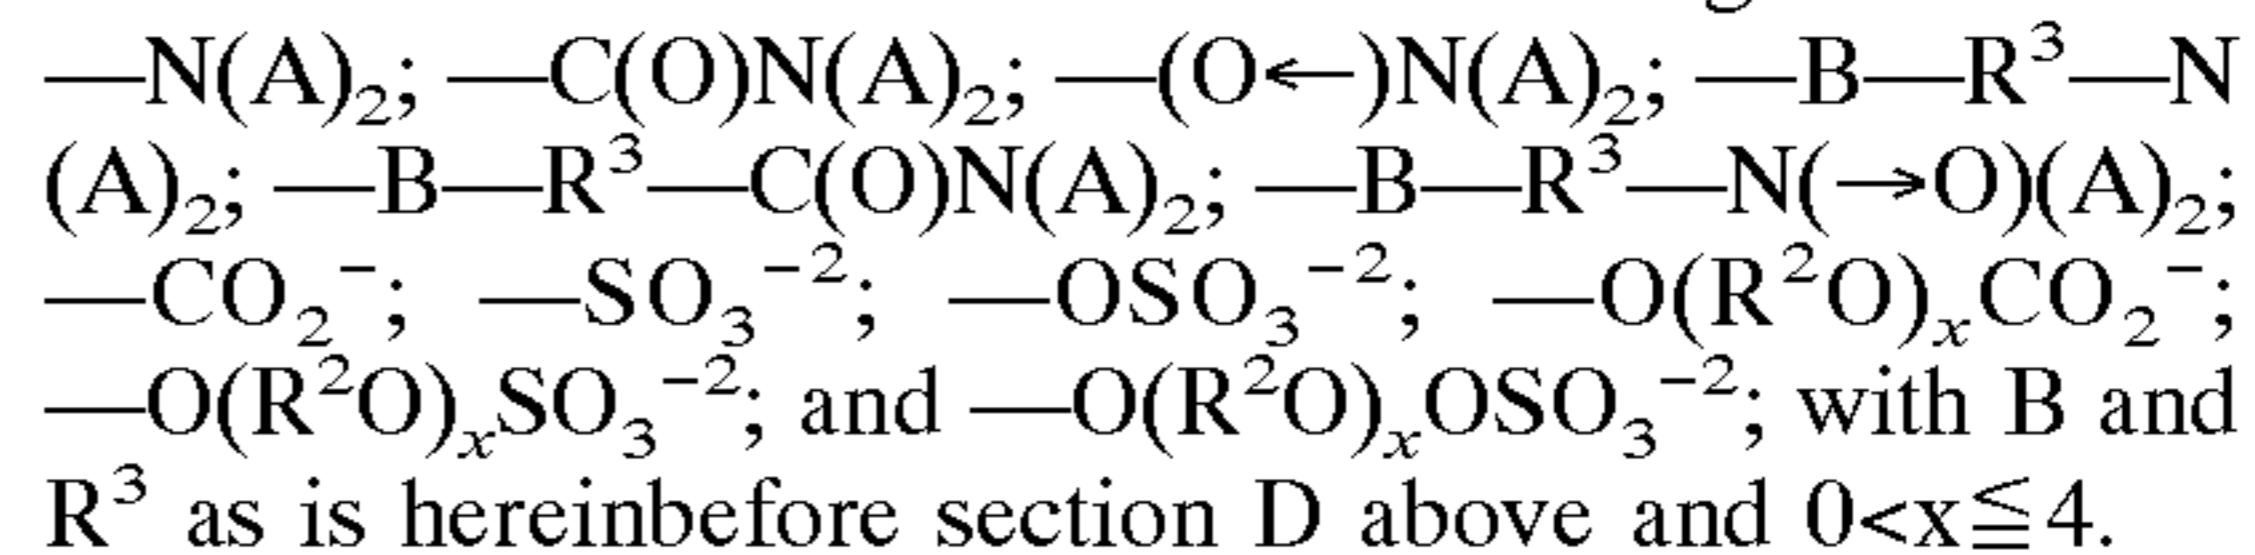 —N(A)₂; —C(O)N(A)₂; —(O←)N(A)₂; —B—R³—N
(A)₂; —B—R³—C(O)N(A)₂; —B—R³—N(→O)(A)₂;
—CO₂⁻; —SO₃⁻²; —OSO₃⁻²; —O(R²O)ₓCO₂⁻;
—O(R²O)ₓSO₃⁻²; and —O(R²O)ₓOSO₃⁻²; with B and
R³ as is hereinbefore section D above and 0<x≦4.